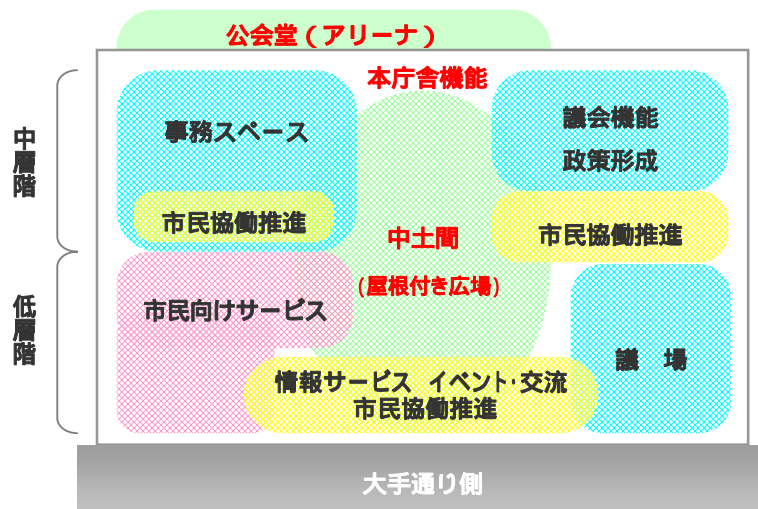 公会堂（アリーナ）
本庁舎機能
中層階
事務スペース
市民協働推進
議会機能
政策形成
市民協働推進
中土間
(屋根付き広場)
低層階
市民向けサービス
議　場
情報サービス イベント・交流
市民協働推進
大手通り側